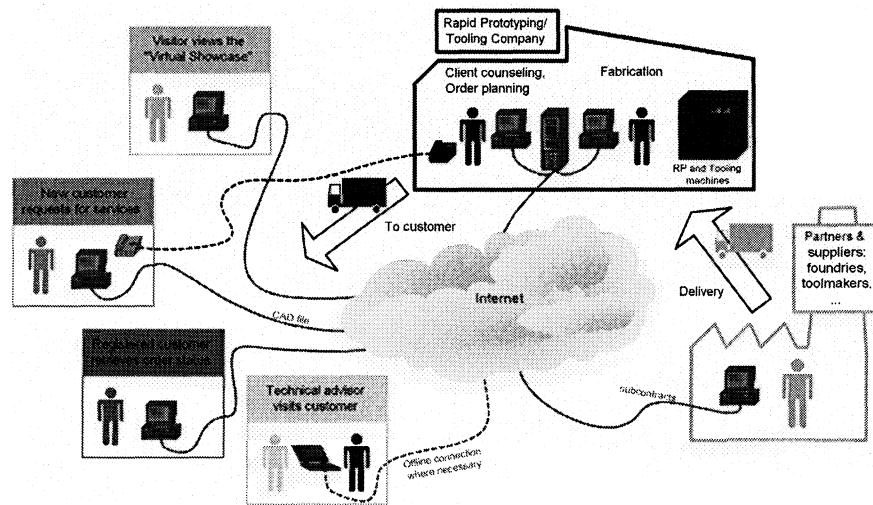 Visitor views the
"Virtual Showcase"
Rapid Prototyping/
Tooling Company
Client counseling,
Order planning
Fabrication
RP and Tooling
machines
New customer
requests for services
To customer
Partners &
suppliers:
foundries,
toolmakers,
...
Delivery
Internet
CAD file
Registered customer
retrieves order status
Technical advisor
visits customer
subcontracts
Offline connection
where necessary